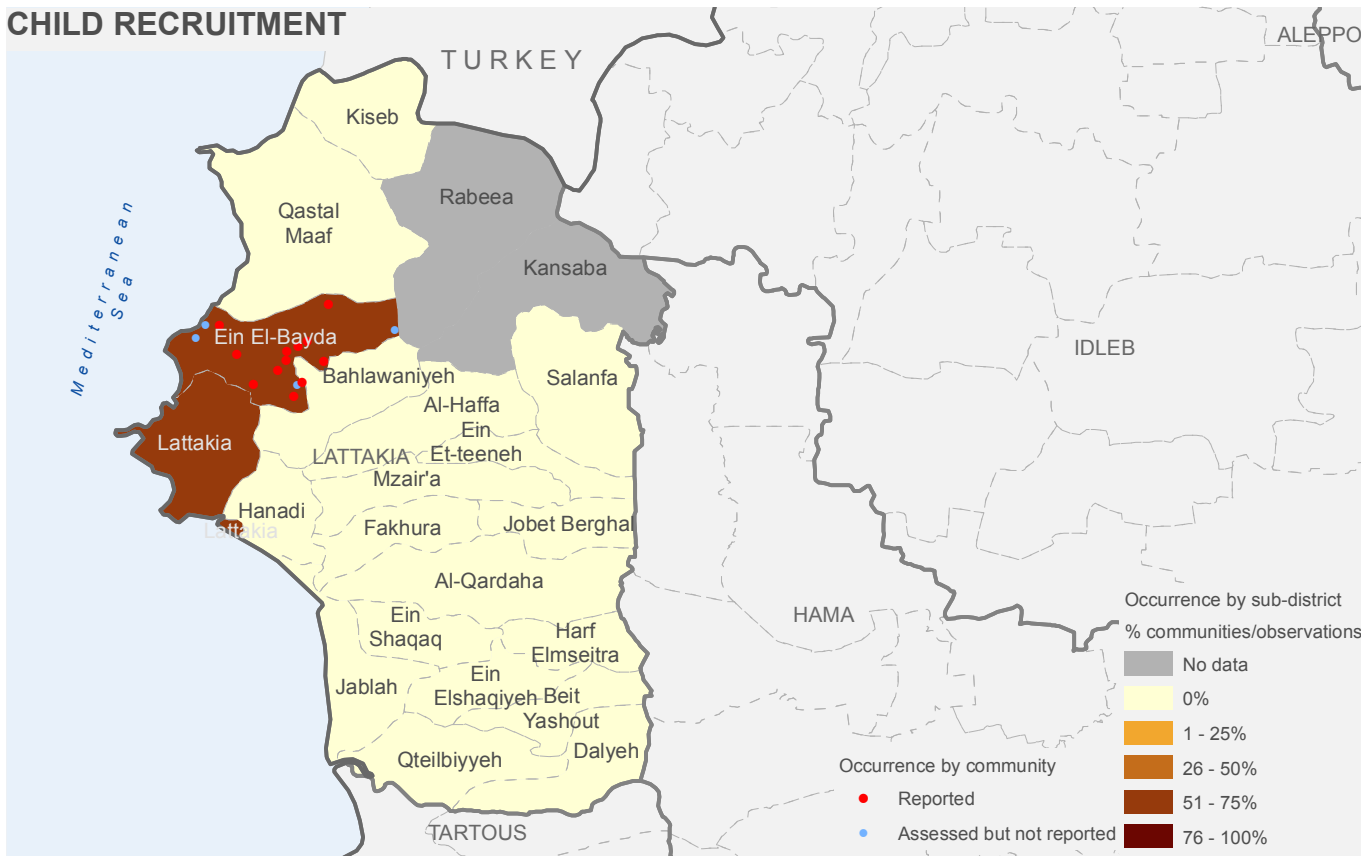 CHILD RECRUITMENT
TURKEY
ALEPPO
Kiseb
Rabeea
Qastal
Maaf
Kansaba
Mediterranean
Sea
Ein El-Bayda
IDLEB
Bahlawaniyeh
Salanfa
Al-Haffa
Ein
Et-teeneh
Lattakia
LATTAKIA
Mzair'a
Hanadi
Fakhura
Jobet Berghal
Lattakia
Al-Qardaha
Ein
Shaqaq
Harf
Elmseitra
HAMA
Jablah
Ein
Elshaqiyeh
Beit
Yashout
Qteilbiyyeh
Dalyeh
TARTOUS
Occurrence by community
Reported
Assessed but not reported
Occurrence by sub-district
% communities/observations
No data
0%
1 - 25%
26 - 50%
51 - 75%
76 - 100%